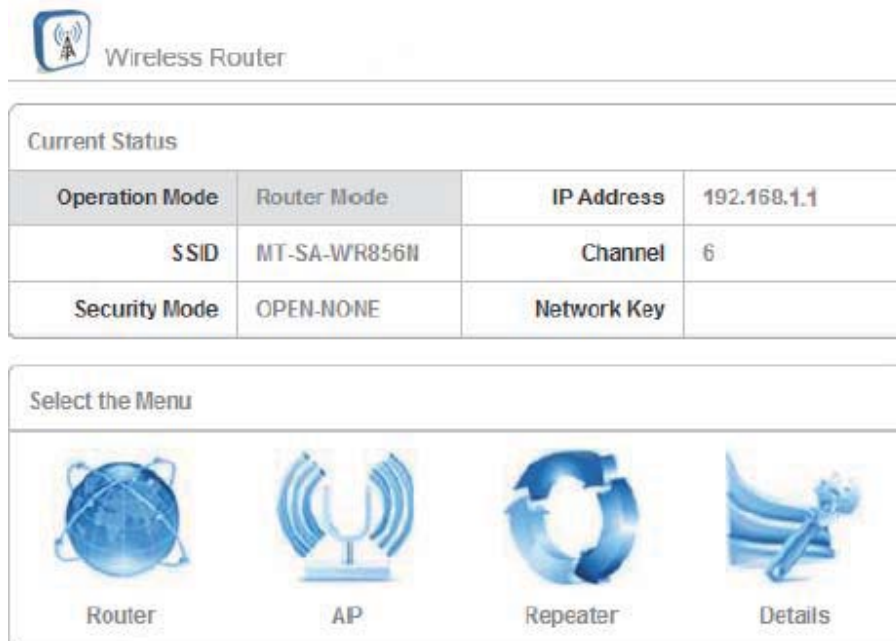 Wireless Router
Current Status
Operation Mode Router Mode IP Address 192.168.1.1
SSID MT-SA-WR856N Channel 6
Security Mode OPEN-NONE Network Key
Select the Menu
Router AP Repeater Details